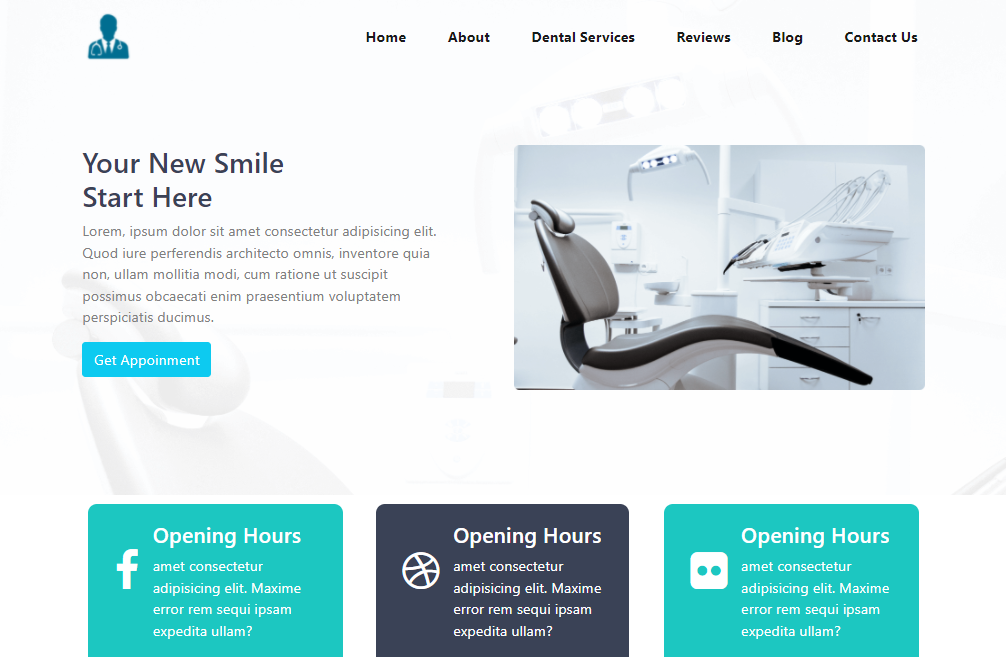 Home About Dental Services Reviews Blog Contact Us
Your New Smile
Start Here
Lorem, ipsum dolor sit amet consectetur adipisicing elit.
Quod iure perferendis architecto omnis, inventore quia
non, ullam mollitia modi, cum ratione ut suscipit
possimus obcaecati enim praesentium voluptatem
perspiciatis ducimus.
Get Appoinment
Opening Hours
amet consectetur
adipisicing elit. Maxime
error rem sequi ipsam
expedita ullam?
Opening Hours
amet consectetur
adipisicing elit. Maxime
error rem sequi ipsam
expedita ullam?
Opening Hours
amet consectetur
adipisicing elit. Maxime
error rem sequi ipsam
expedita ullam?